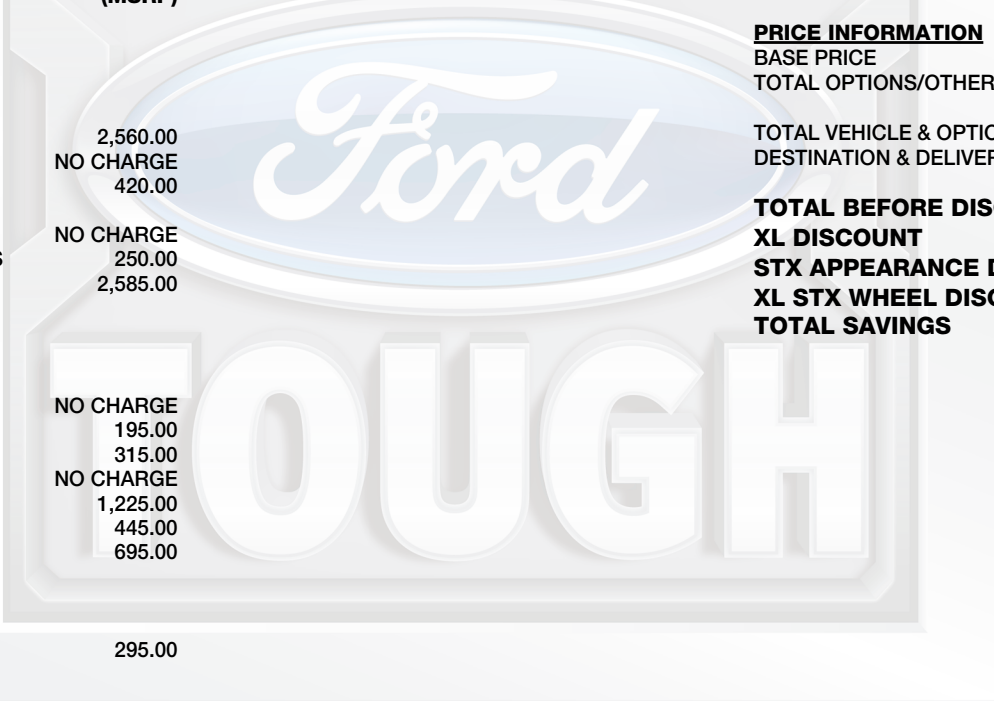 (MSRP)
2,560.00
NO CHARGE
420.00
NO CHARGE
S 250.00
2,585.00
NO CHARGE
195.00
315.00
NO CHARGE
1,225.00
445.00
695.00
295.00
PRICE INFORMATION
BASE PRICE
TOTAL OPTIONS/OTHER
TOTAL VEHICLE & OPTIO
DESTINATION & DELIVER
TOTAL BEFORE DISC
XL DISCOUNT
STX APPEARANCE D
XL STX WHEEL DISC
TOTAL SAVINGS
Ford
TOUGH